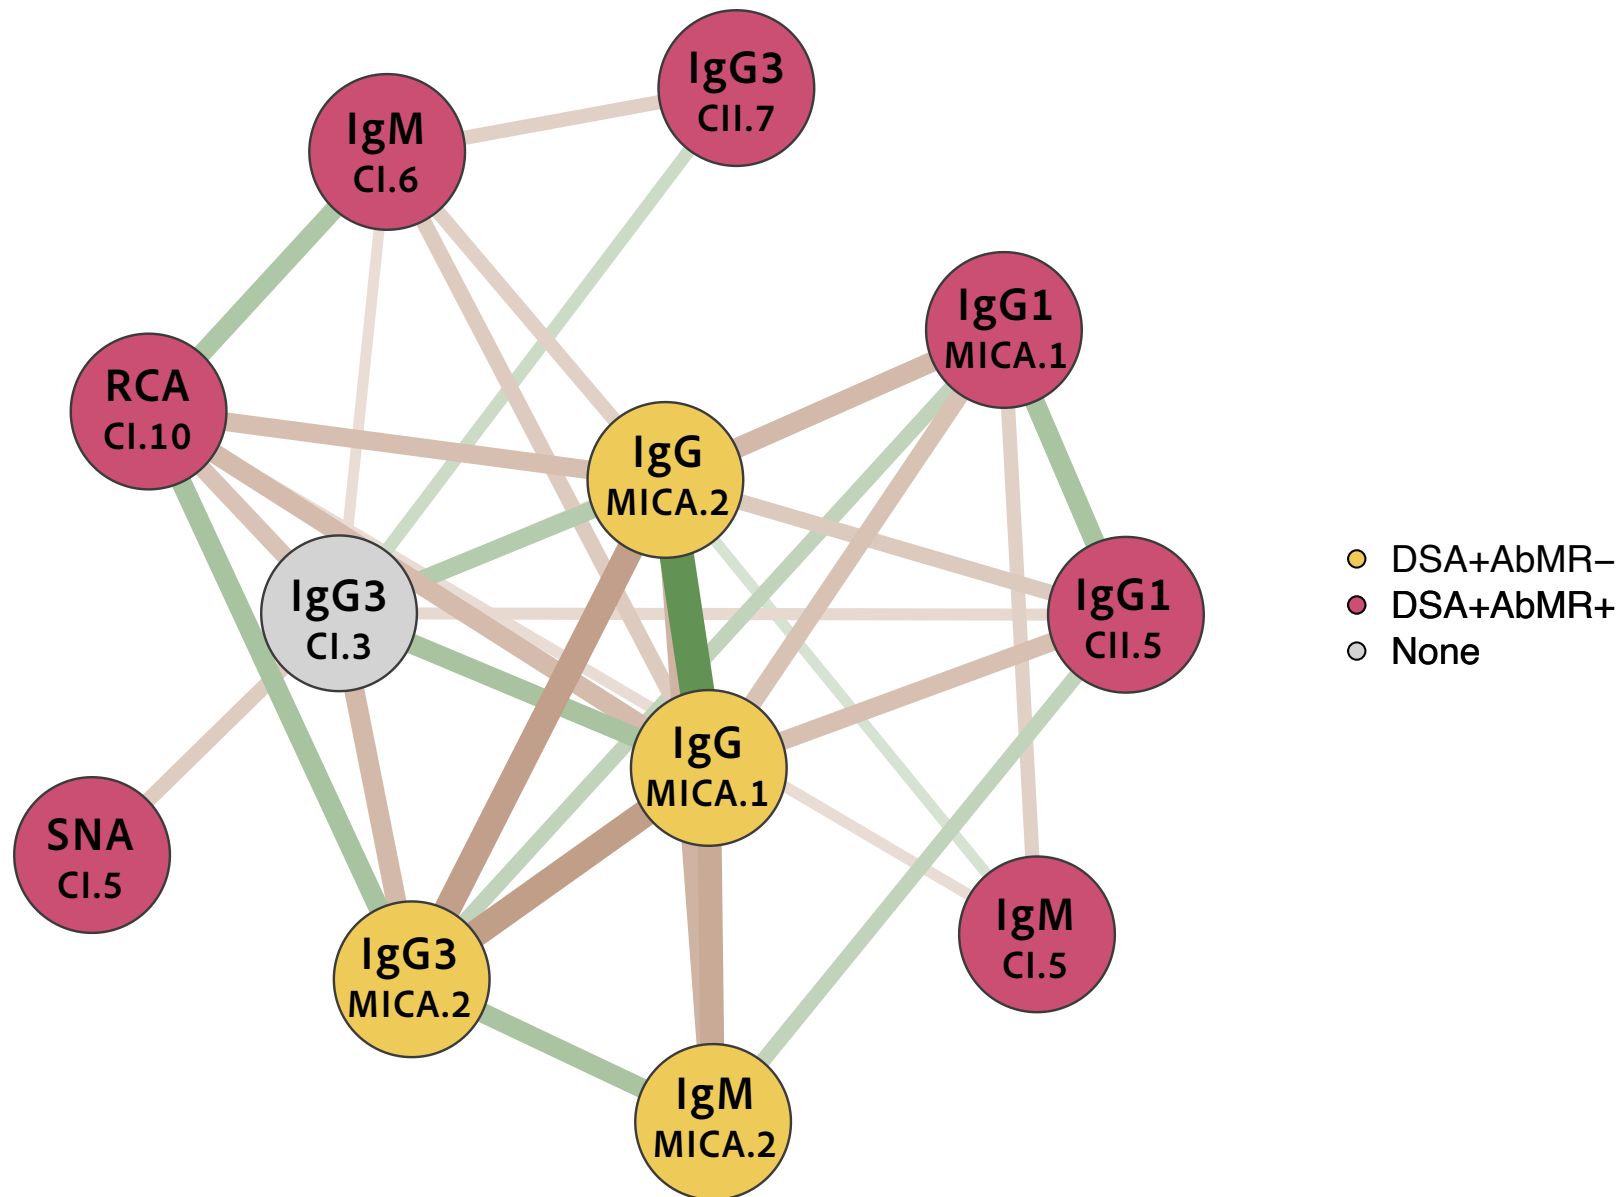 IgG3
CII.7
IgM
CI.6
IgG1
MICA.1
RCA
CI.10
IgG
MICA.2
IgG3
CI.3
IgG1
CII.5
IgG
MICA.1
SNA
CI.5
IgM
CI.5
IgG3
MICA.2
IgM
MICA.2
DSA+AbMR−
DSA+AbMR+
None